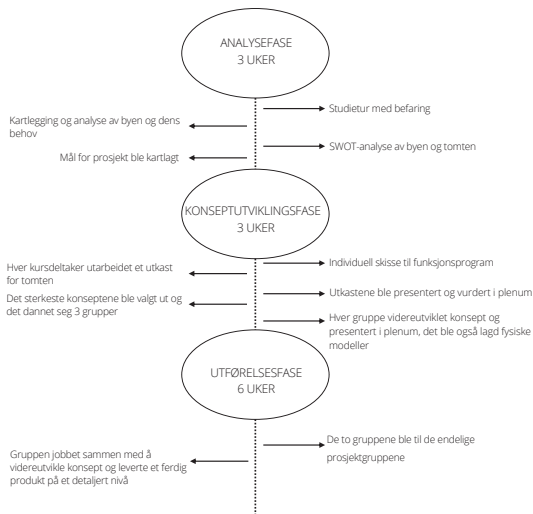 ANALYSEFASE
3 UKER
Studietur med befaring
Kartlegging og analyse av byen og dens
behov
SWOT-analyse av byen og tomten
Mål for prosjekt ble kartlagt
KONSEPTUTVIKLINGSFASE
3 UKER
Individuell skisse til funksjonsprogram
Hver kursdeltaker utarbeidet et utkast
for tomten
Utkastene ble presentert og vurdert i plenum
Det sterkeste konseptene ble valgt ut og
det dannet seg 3 grupper
Hver gruppe videreutviklet konsept og
presentert i plenum, det ble også lagd fysiske
modeller
UTFØRELSESFASE
6 UKER
De to gruppene ble til de endelige
prosjektgruppene
Gruppen jobbet sammen med å
videreutvikle konsept og leverte et ferdig
produkt på et detaljert nivå